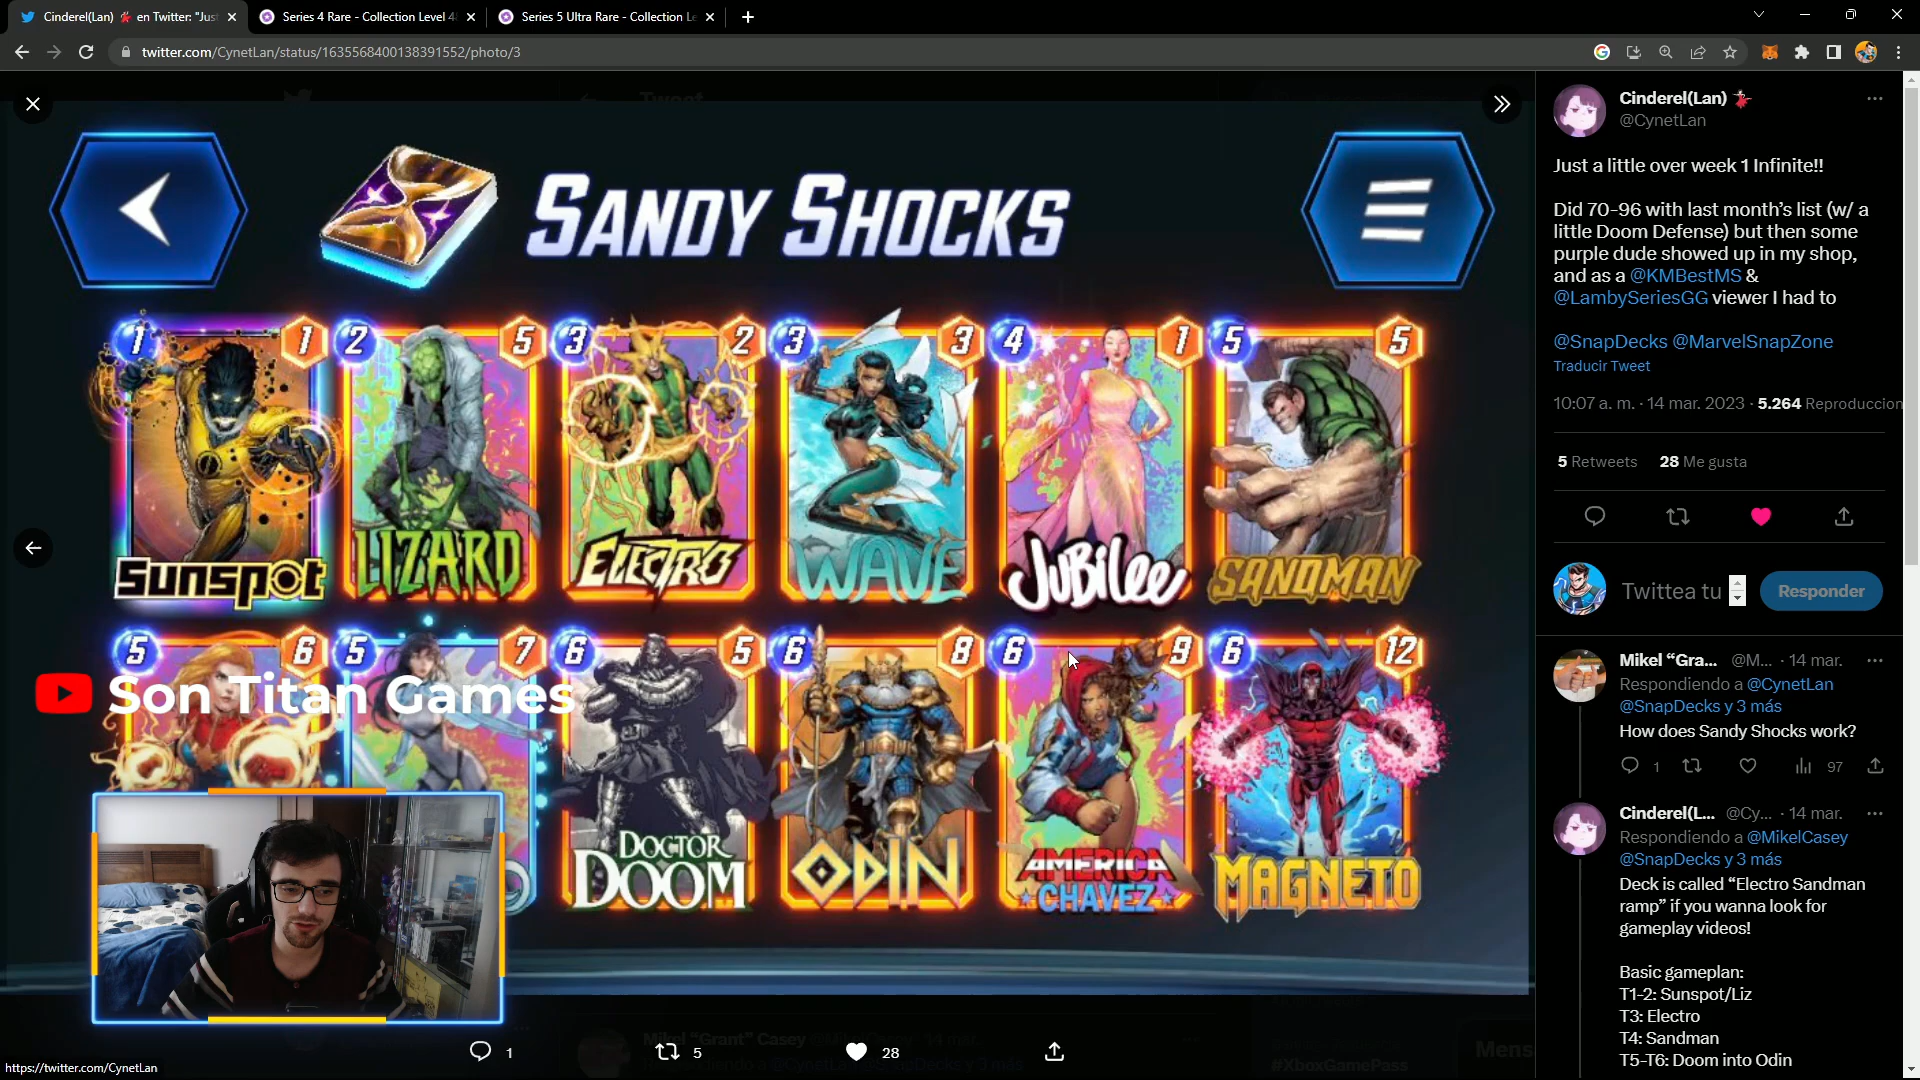 Cinderel(Lan) en Twitter: "Just
Series 4 Rare - Collection Level 4
Series 5 Ultra Rare - Collection Le
twitter.com/CynetLan/status/1635568400138391552/photo/3
SANDY SHOCKS
1 1 2 5 3 2 3 3 4 1 5 5
SUNSPOT LIZARD ELECTRO WAVE JUBILEE SANDMAN
5 6 5 7 6 5 6 8 6 9 6 12
Son Titan Games
DOCTOR
DOOM
ODIN
AMERICA
CHAVEZ
MAGNETO
1 5 28
https://twitter.com/CynetLan
Cinderel(Lan)
@CynetLan
Just a little over week 1 Infinite!!
Did 70-96 with last month's list (w/ a
little Doom Defense) but then some
purple dude showed up in my shop,
and as a @KMBestMS &
@LambySeriesGG viewer I had to
@SnapDecks @MarvelSnapZone
Traducir Tweet
10:07 a. m. · 14 mar. 2023 · 5.264 Reproduccion
5 Retweets 28 Me gusta
Twittea tu
Responder
Mikel "Gra... @M... · 14 mar.
Respondiendo a @CynetLan
@SnapDecks y 3 más
How does Sandy Shocks work?
1 97
Cinderel(L... @Cy... · 14 mar.
Respondiendo a @MikelCasey
@SnapDecks y 3 más
Deck is called "Electro Sandman
ramp" if you wanna look for
gameplay videos!
Basic gameplan:
T1-2: Sunspot/Liz
T3: Electro
T4: Sandman
T5-T6: Doom into Odin
Mikel "Grant" Casey
#XboxGamePass
Mens
Tweet